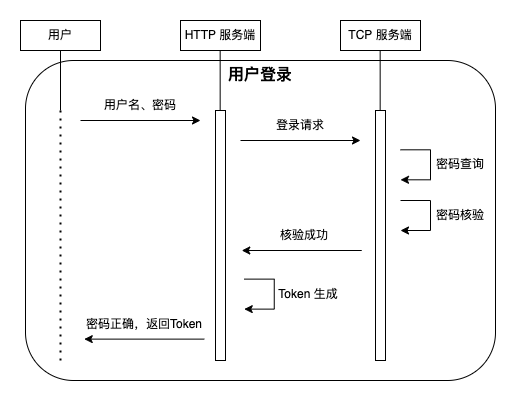 用户
HTTP 服务端
TCP 服务端
用户登录
用户名、密码
登录请求
密码查询
密码核验
核验成功
Token 生成
密码正确，返回Token